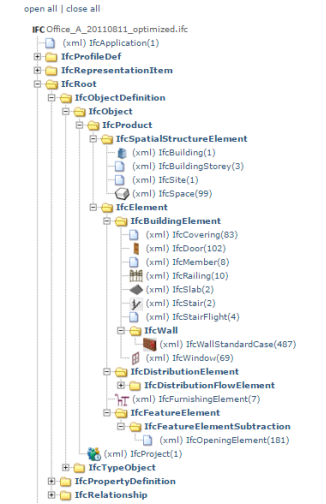 open all | close all
IFC Office_A_20110811_optimized.ifc
(xml) IfcApplication(1)
IfcProfileDef
IfcRepresentationItem
IfcRoot
IfcObjectDefinition
IfcObject
IfcProduct
IfcSpatialStructureElement
(xml) IfcBuilding(1)
(xml) IfcBuildingStorey(3)
(xml) IfcSite(1)
(xml) IfcSpace(99)
IfcElement
IfcBuildingElement
(xml) IfcCovering(83)
(xml) IfcDoor(102)
(xml) IfcMember(8)
(xml) IfcRailing(10)
(xml) IfcSlab(2)
(xml) IfcStair(2)
(xml) IfcStairFlight(4)
IfcWall
(xml) IfcWallStandardCase(487)
(xml) IfcWindow(69)
IfcDistributionElement
IfcDistributionFlowElement
(xml) IfcFurnishingElement(7)
IfcFeatureElement
IfcFeatureElementSubtraction
(xml) IfcOpeningElement(181)
(xml) IfcProject(1)
IfcTypeObject
IfcPropertyDefinition
IfcRelationship